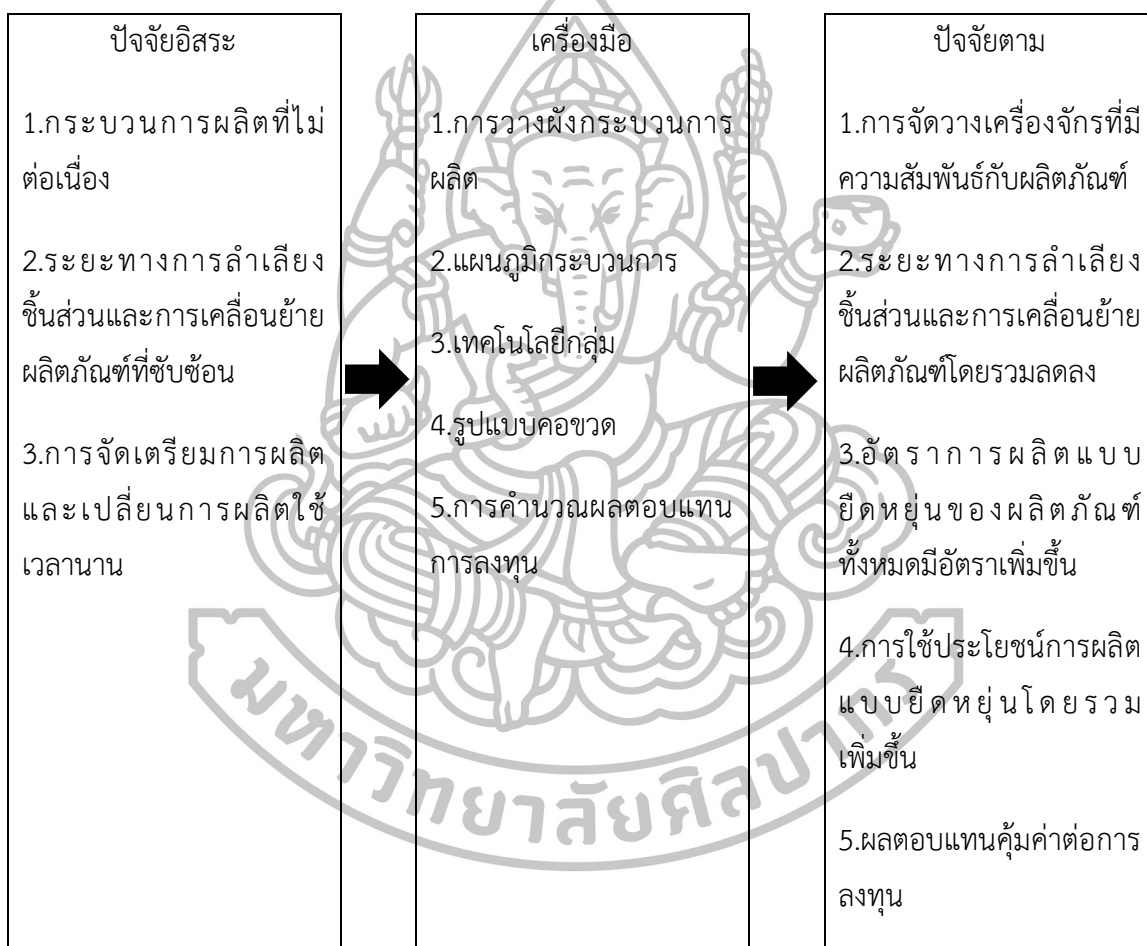 ปัจจัยอิสระ
1.กระบวนการผลิตที่ไม่
ต่อเนื่อง
2.ระยะทางการลำเลียง
ชิ้นส่วนและการเคลื่อนย้าย
ผลิตภัณฑ์ที่ซับซ้อน
3.การจัดเตรียมการผลิต
และเปลี่ยนการผลิตใช้
เวลานาน
เครื่องมือ
1.การวางผังกระบวนการ
ผลิต
2.แผนภูมิกระบวนการ
3.เทคโนโลยีกลุ่ม
4.รูปแบบคอขวด
5.การคำนวณผลตอบแทน
การลงทุน
ปัจจัยตาม
1.การจัดวางเครื่องจักรที่มี
ความสัมพันธ์กับผลิตภัณฑ์
2.ระยะทางการลำเลียง
ชิ้นส่วนและการเคลื่อนย้าย
ผลิตภัณฑ์โดยรวมลดลง
3.อัตราการผลิตแบบ
ยืดหยุ่นของผลิตภัณฑ์
ทั้งหมดมีอัตราเพิ่มขึ้น
4.การใช้ประโยชน์การผลิต
แบบยืดหยุ่นโดยรวม
เพิ่มขึ้น
5.ผลตอบแทนคุ้มค่าต่อการ
ลงทุน
มหาวิทยาลัยศิลปากร